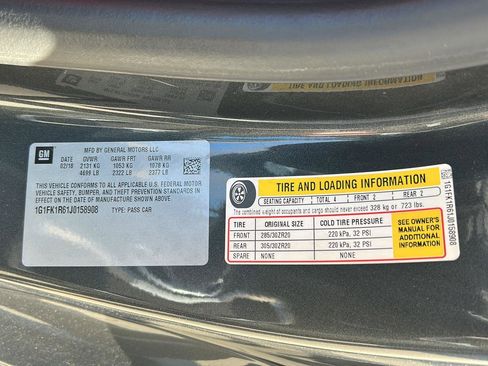 GM
MFD BY GENERAL MOTORS LLC
DATE GVWR GAWR FRT GAWR RR
02/18 2131 KG 1053 KG 1078 KG
4699 LB 2322 LB 2377 LB
THIS VEHICLE CONFORMS TO ALL APPLICABLE U.S. FEDERAL MOTOR
VEHICLE SAFETY, BUMPER, AND THEFT PREVENTION STANDARDS IN
EFFECT ON THE DATE OF MANUFACTURE SHOWN ABOVE.
1G1FK1R61J0158908 TYPE: PASS CAR
TIRE AND LOADING INFORMATION
TIRE AND LOADING INFORMATION
SEATING CAPACITY TOTAL 4 FRONT 2 REAR 2
The combined weight of occupants and cargo should never exceed 328 kg or 723 lbs.
TIRE ORIGINAL COLD TIRE PRESSURE
FRONT 285/30ZR20 220 kPa, 32 PSI
REAR 305/30ZR20 220 kPa, 32 PSI
SPARE NONE NONE
SEE OWNER'S
MANUAL FOR
ADDITIONAL
INFORMATION
1G1FK1R61J0158908